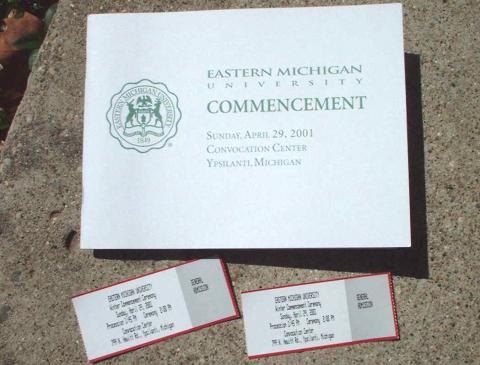 EASTERN MICHIGAN
UNIVERSITY
COMMENCEMENT
SUNDAY, APRIL 29, 2001
CONVOCATION CENTER
YPSILANTI, MICHIGAN
EASTERN MICHIGAN UNIVERSITY
1849
®
EASTERN MICHIGAN UNIVERSITY
Winter Commencement Ceremony
Sunday, April 29, 2001
Procession 1:45 PM Ceremony 2:00 PM
Convocation Center
799 N. Hewitt Rd., Ypsilanti, Michigan
GENERAL
ADMISSION
EASTERN MICHIGAN UNIVERSITY
Winter Commencement Ceremony
Sunday, April 29, 2001
Procession 1:45 PM Ceremony 2:00 PM
Convocation Center
799 N. Hewitt Rd., Ypsilanti, Michigan
GENERAL
ADMISSION